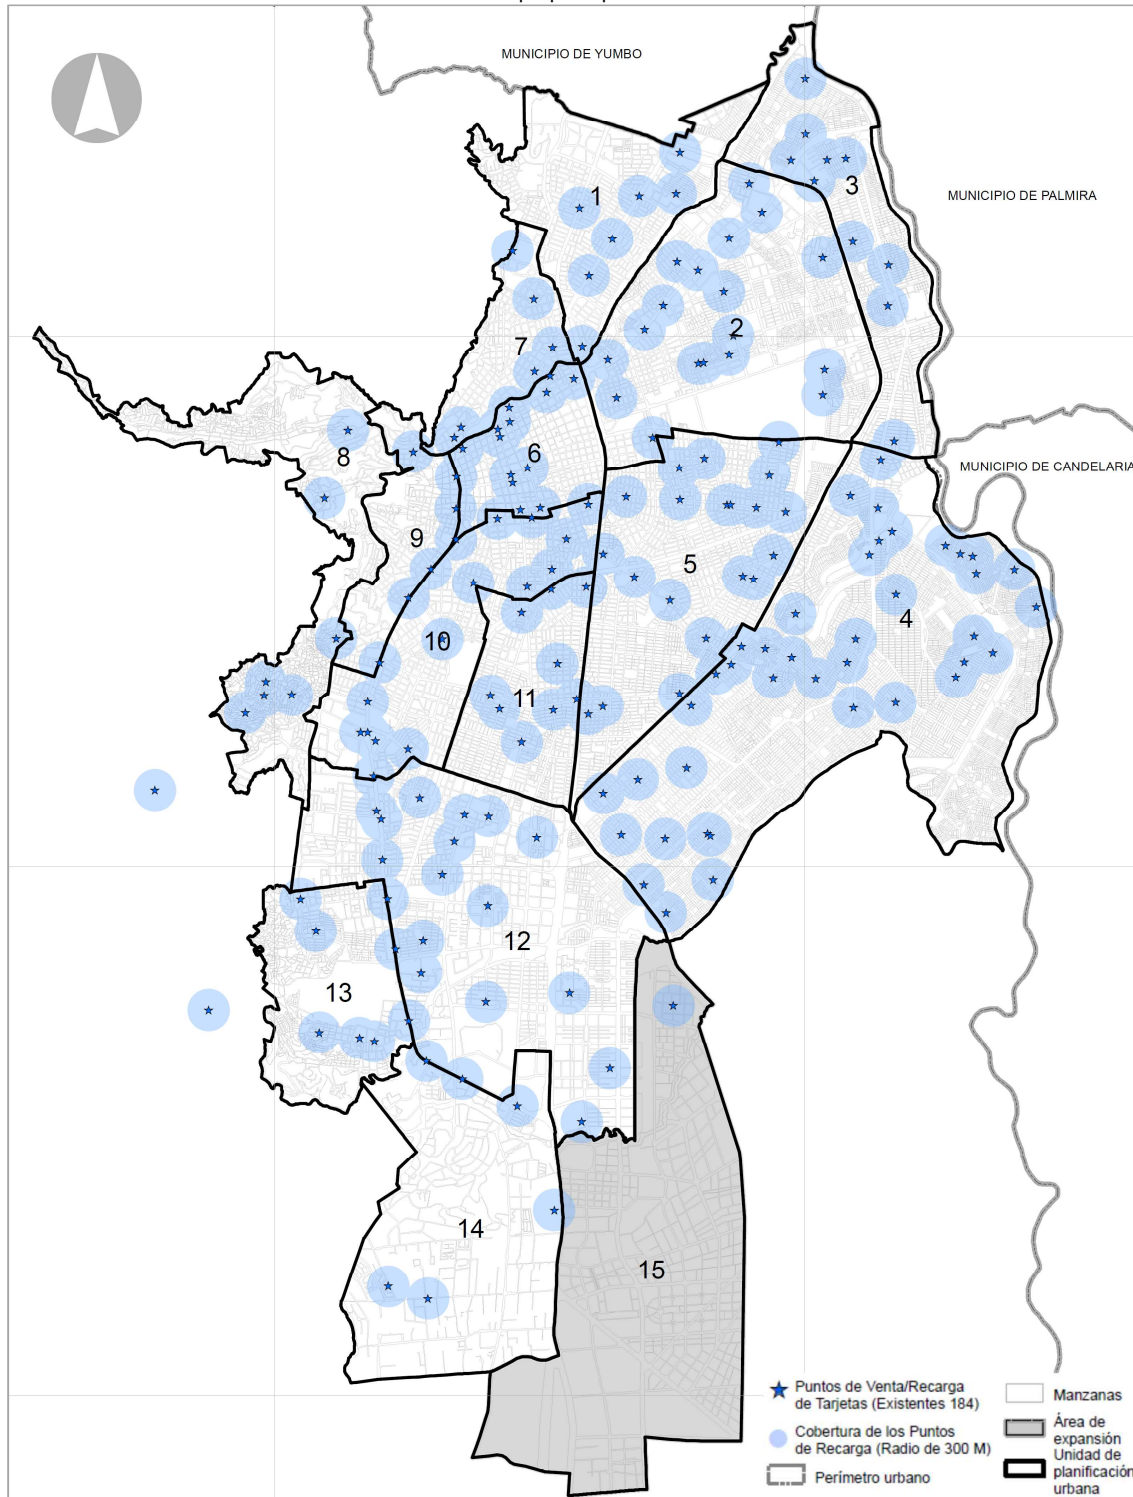 MUNICIPIO DE YUMBO
MUNICIPIO DE PALMIRA
MUNICIPIO DE CANDELARIA
1
3
2
7
8
6
9
5
4
10
11
12
13
14
15
Puntos de Venta/Recarga
de Tarjetas (Existentes 184)
Cobertura de los Puntos
de Recarga (Radio de 300 M)
Perímetro urbano
Manzanas
Área de
expansión
Unidad de
planificación
urbana